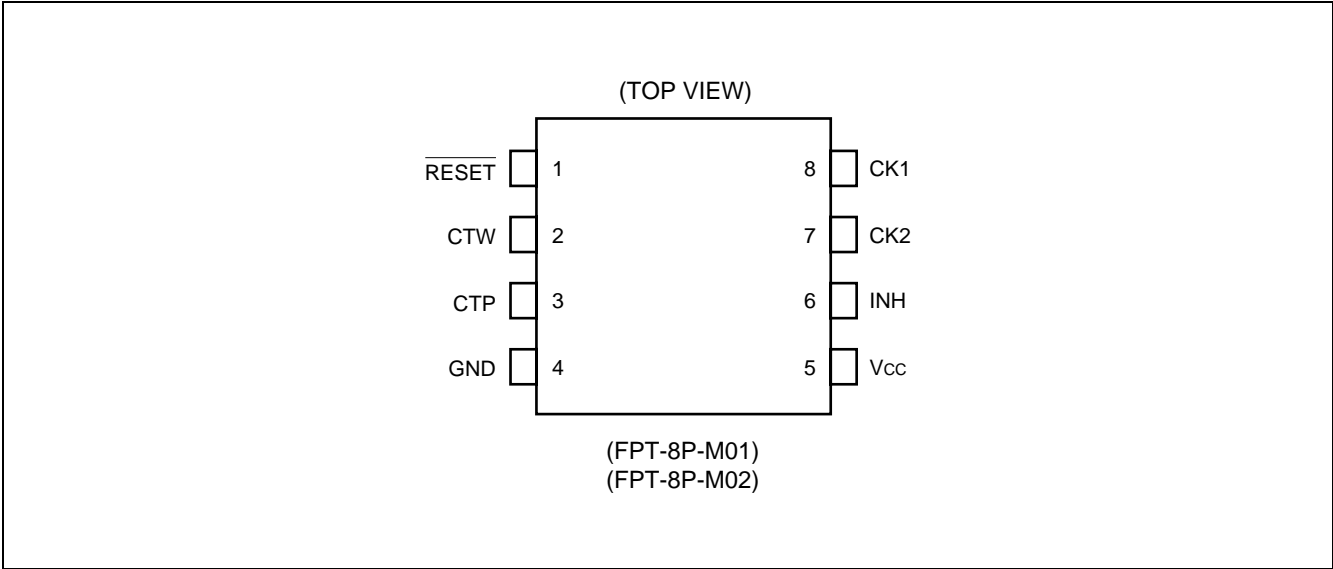 (TOP VIEW)
RESET 1 8 CK1
CTW 2 7 CK2
CTP 3 6 INH
GND 4 5 VCC
(FPT-8P-M01)
(FPT-8P-M02)